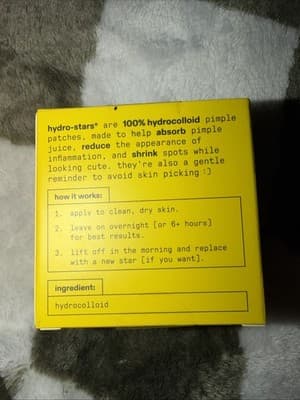 hydro-stars® are 100% hydrocolloid pimple
patches, made to help absorb pimple
juice, reduce the appearance of
inflammation, and shrink spots while
looking cute. they're also a gentle
reminder to avoid skin picking :)
how it works:
1. apply to clean, dry skin.
2. leave on overnight [or 6+ hours]
for best results.
3. lift off in the morning and replace
with a new star [if you want].
ingredient:
hydrocolloid